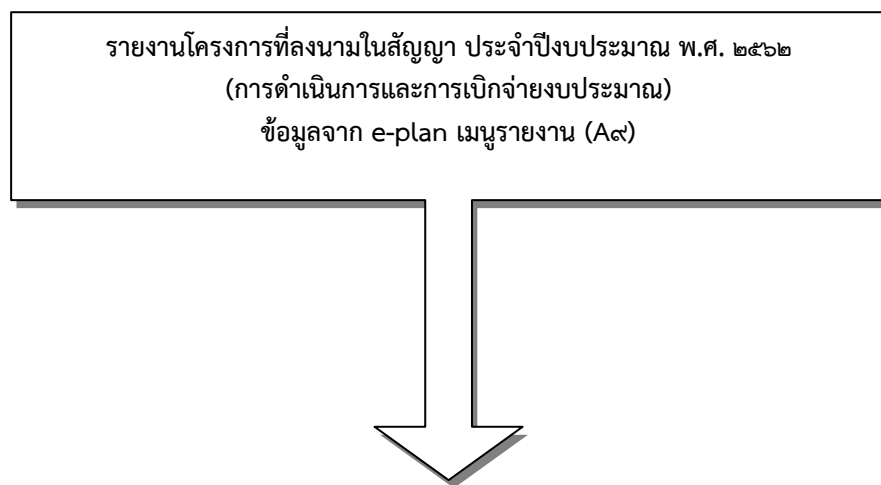 รายงานโครงการที่ลงนามในสัญญา ประจำปีงบประมาณ พ.ศ. ๒๕๖๒
(การดำเนินการและการเบิกจ่ายงบประมาณ)
ข้อมูลจาก e-plan เมนูรายงาน (A๙)